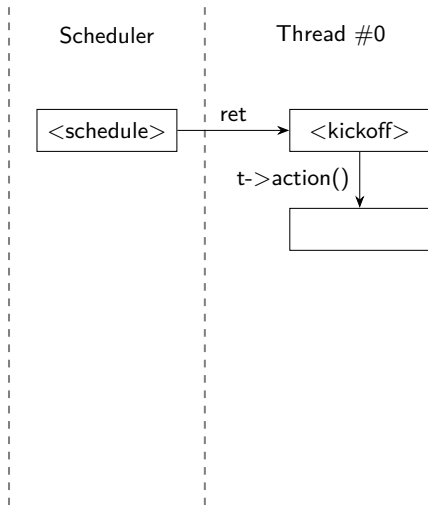 Scheduler
Thread #0
<schedule>
ret
<kickoff>
t->action()